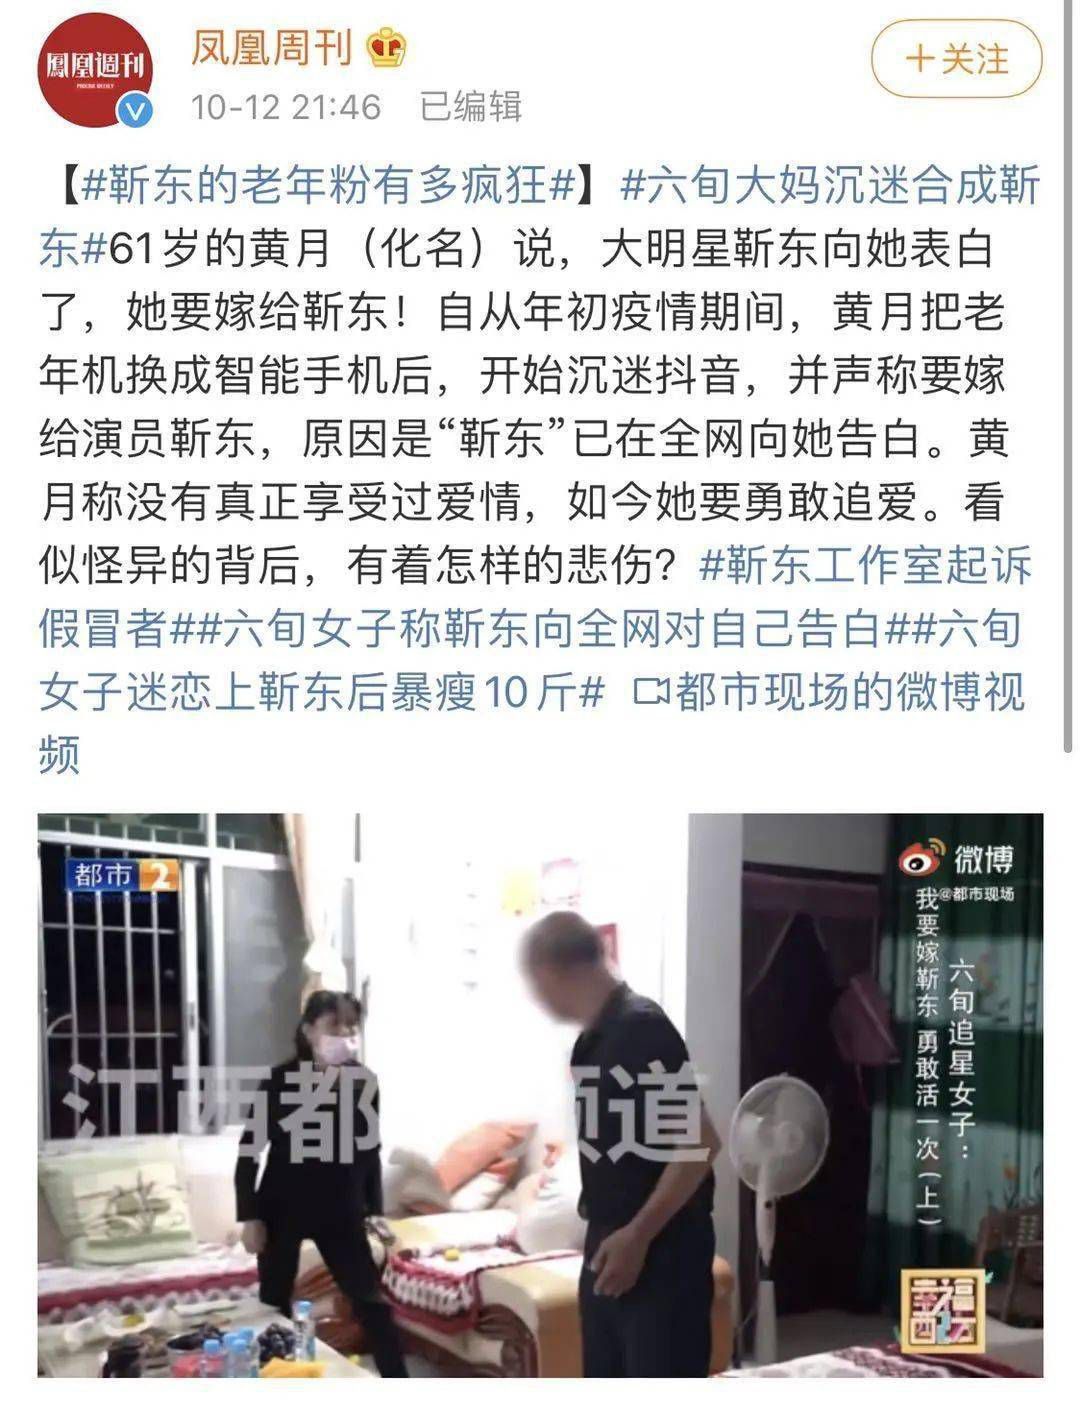 鳳凰週刊
PHOENIX WEEKLY
凤凰周刊
7
+关注
10-12 21:46 已编辑
【#靳东的老年粉有多疯狂#】#六旬大妈沉迷合成靳
东#61岁的黄月（化名）说，大明星靳东向她表白
了，她要嫁给靳东！自从年初疫情期间，黄月把老
年机换成智能手机后，开始沉迷抖音，并声称要嫁
给演员靳东，原因是“靳东”已在全网向她告白。黄
月称没有真正享受过爱情，如今她要勇敢追爱。看
似怪异的背后，有着怎样的悲伤？#靳东工作室起诉
假冒者##六旬女子称靳东向全网对自己告白##六旬
女子迷恋上靳东后暴瘦10斤# 都市现场的微博视
频
都市2
微博
@都市现场
六旬追星女子：
我要嫁靳东 勇敢活一次（上）
江西都 频道
幸福